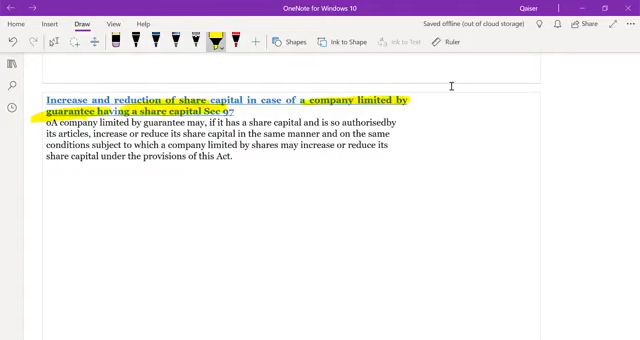 OneNote for Windows 10
Qaiser
Home Insert Draw View Help
Saved offline (out of cloud storage)
Share
Shapes Ink to Shape Ink to Text Ruler
Increase and reduction of share capital in case of a company limited by
guarantee having a share capital Sec 97
oA company limited by guarantee may, if it has a share capital and is so authorisedby
its articles, increase or reduce its share capital in the same manner and on the same
conditions subject to which a company limited by shares may increase or reduce its
share capital under the provisions of this Act.